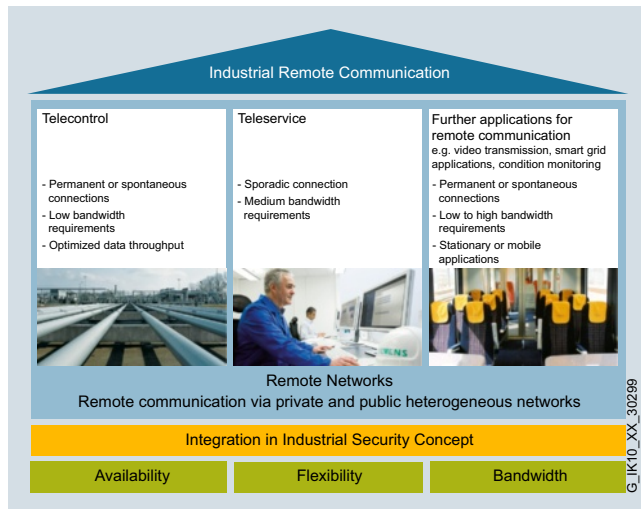 Industrial Remote Communication
Telecontrol
- Permanent or spontaneous
connections
- Low bandwidth
requirements
- Optimized data throughput
Teleservice
- Sporadic connection
- Medium bandwidth
requirements
Further applications for
remote communication
e.g. video transmission, smart grid
applications, condition monitoring
- Permanent or spontaneous
connections
- Low to high bandwidth
requirements
- Stationary or mobile
applications
Remote Networks
Remote communication via private and public heterogeneous networks
Integration in Industrial Security Concept
Availability
Flexibility
Bandwidth
G_IK10_XX_30299